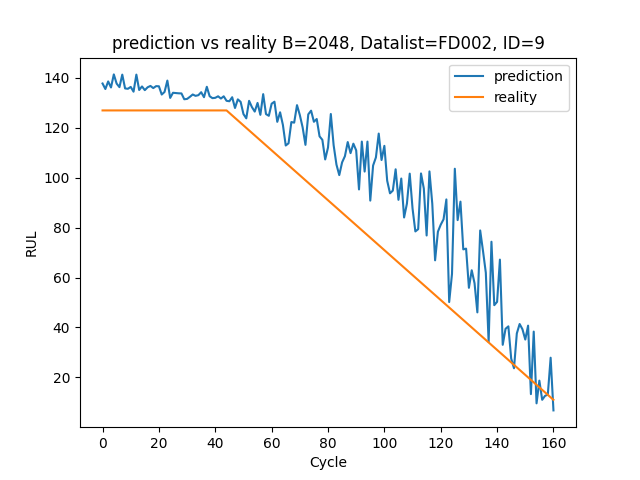 prediction vs reality B=2048, Datalist=FD002, ID=9
prediction
reality
RUL
140
120
100
80
60
40
20
0 20 40 60 80 100 120 140 160
Cycle